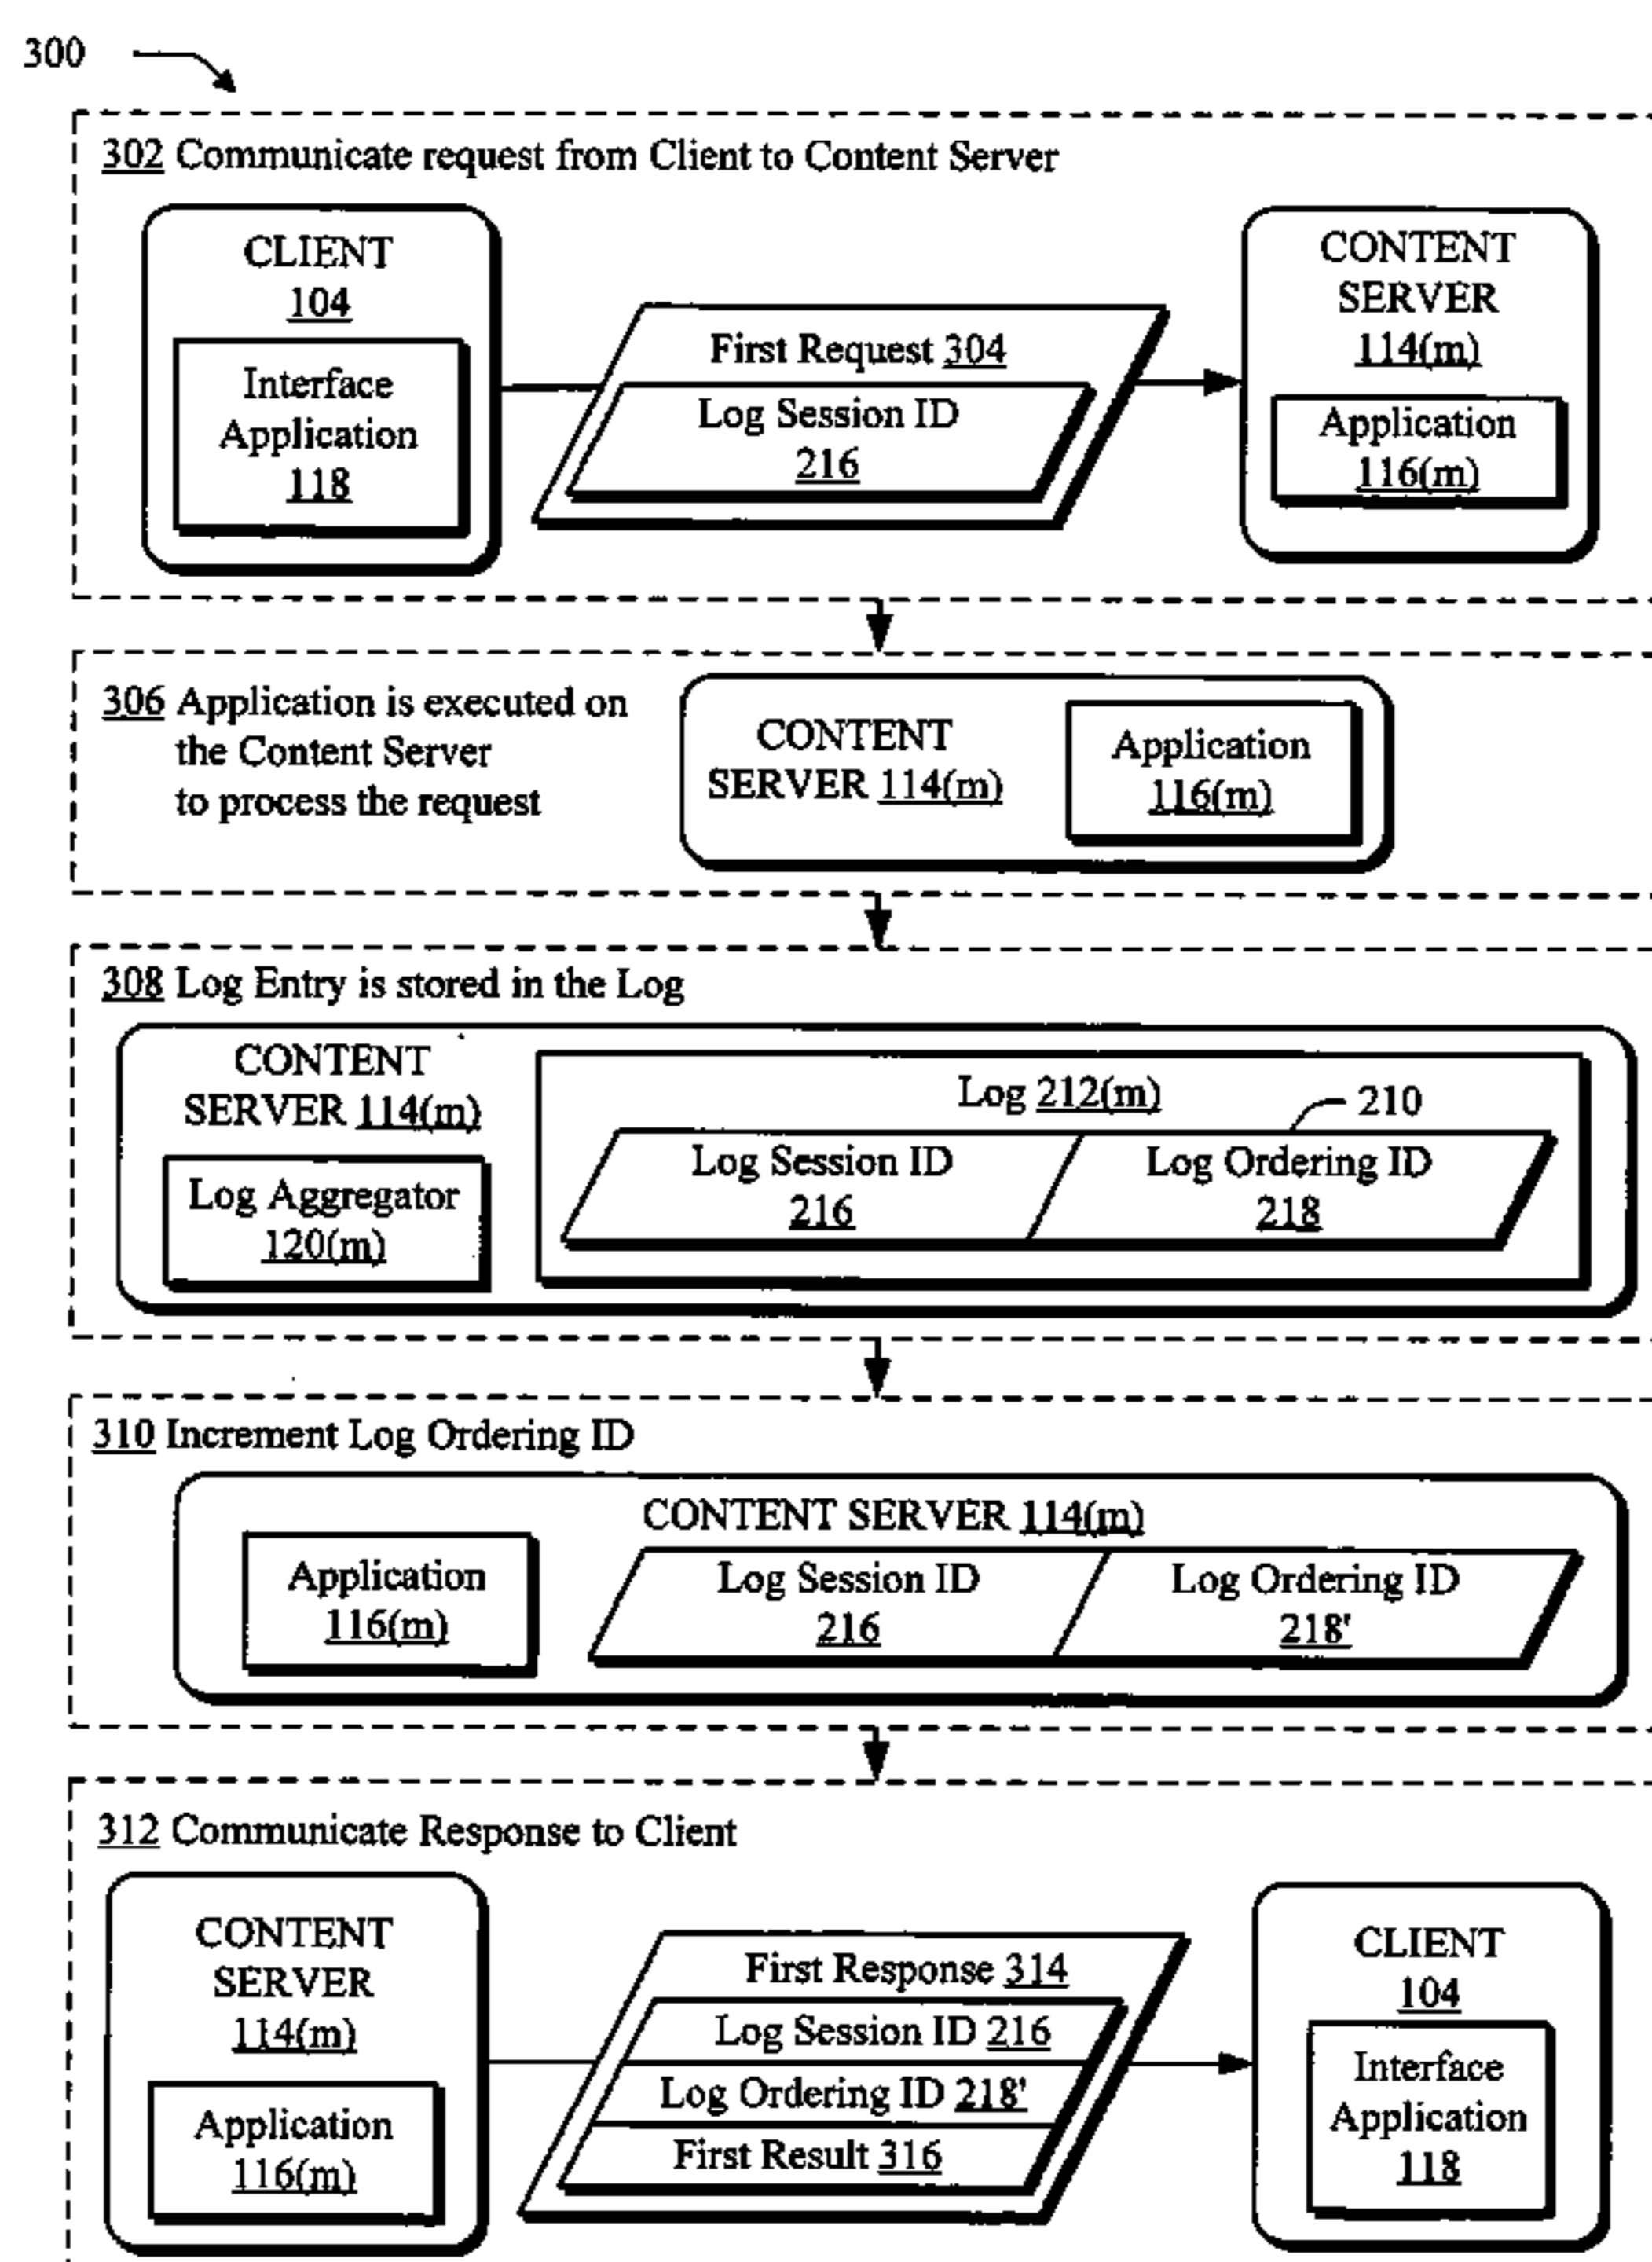 300
302 Communicate request from Client to Content Server
CLIENT
104
Interface
Application
118
First Request 304
Log Session ID
216
CONTENT
SERVER
114(m)
Application
116(m)
306 Application is executed on
the Content Server
to process the request
CONTENT
SERVER 114(m)
Application
116(m)
308 Log Entry is stored in the Log
CONTENT
SERVER 114(m)
Log Aggregator
120(m)
Log 212(m)
210
Log Session ID
216
Log Ordering ID
218
310 Increment Log Ordering ID
CONTENT SERVER 114(m)
Application
116(m)
Log Session ID
216
Log Ordering ID
218'
312 Communicate Response to Client
CONTENT
SERVER
114(m)
Application
116(m)
First Response 314
Log Session ID 216
Log Ordering ID 218'
First Result 316
CLIENT
104
Interface
Application
118